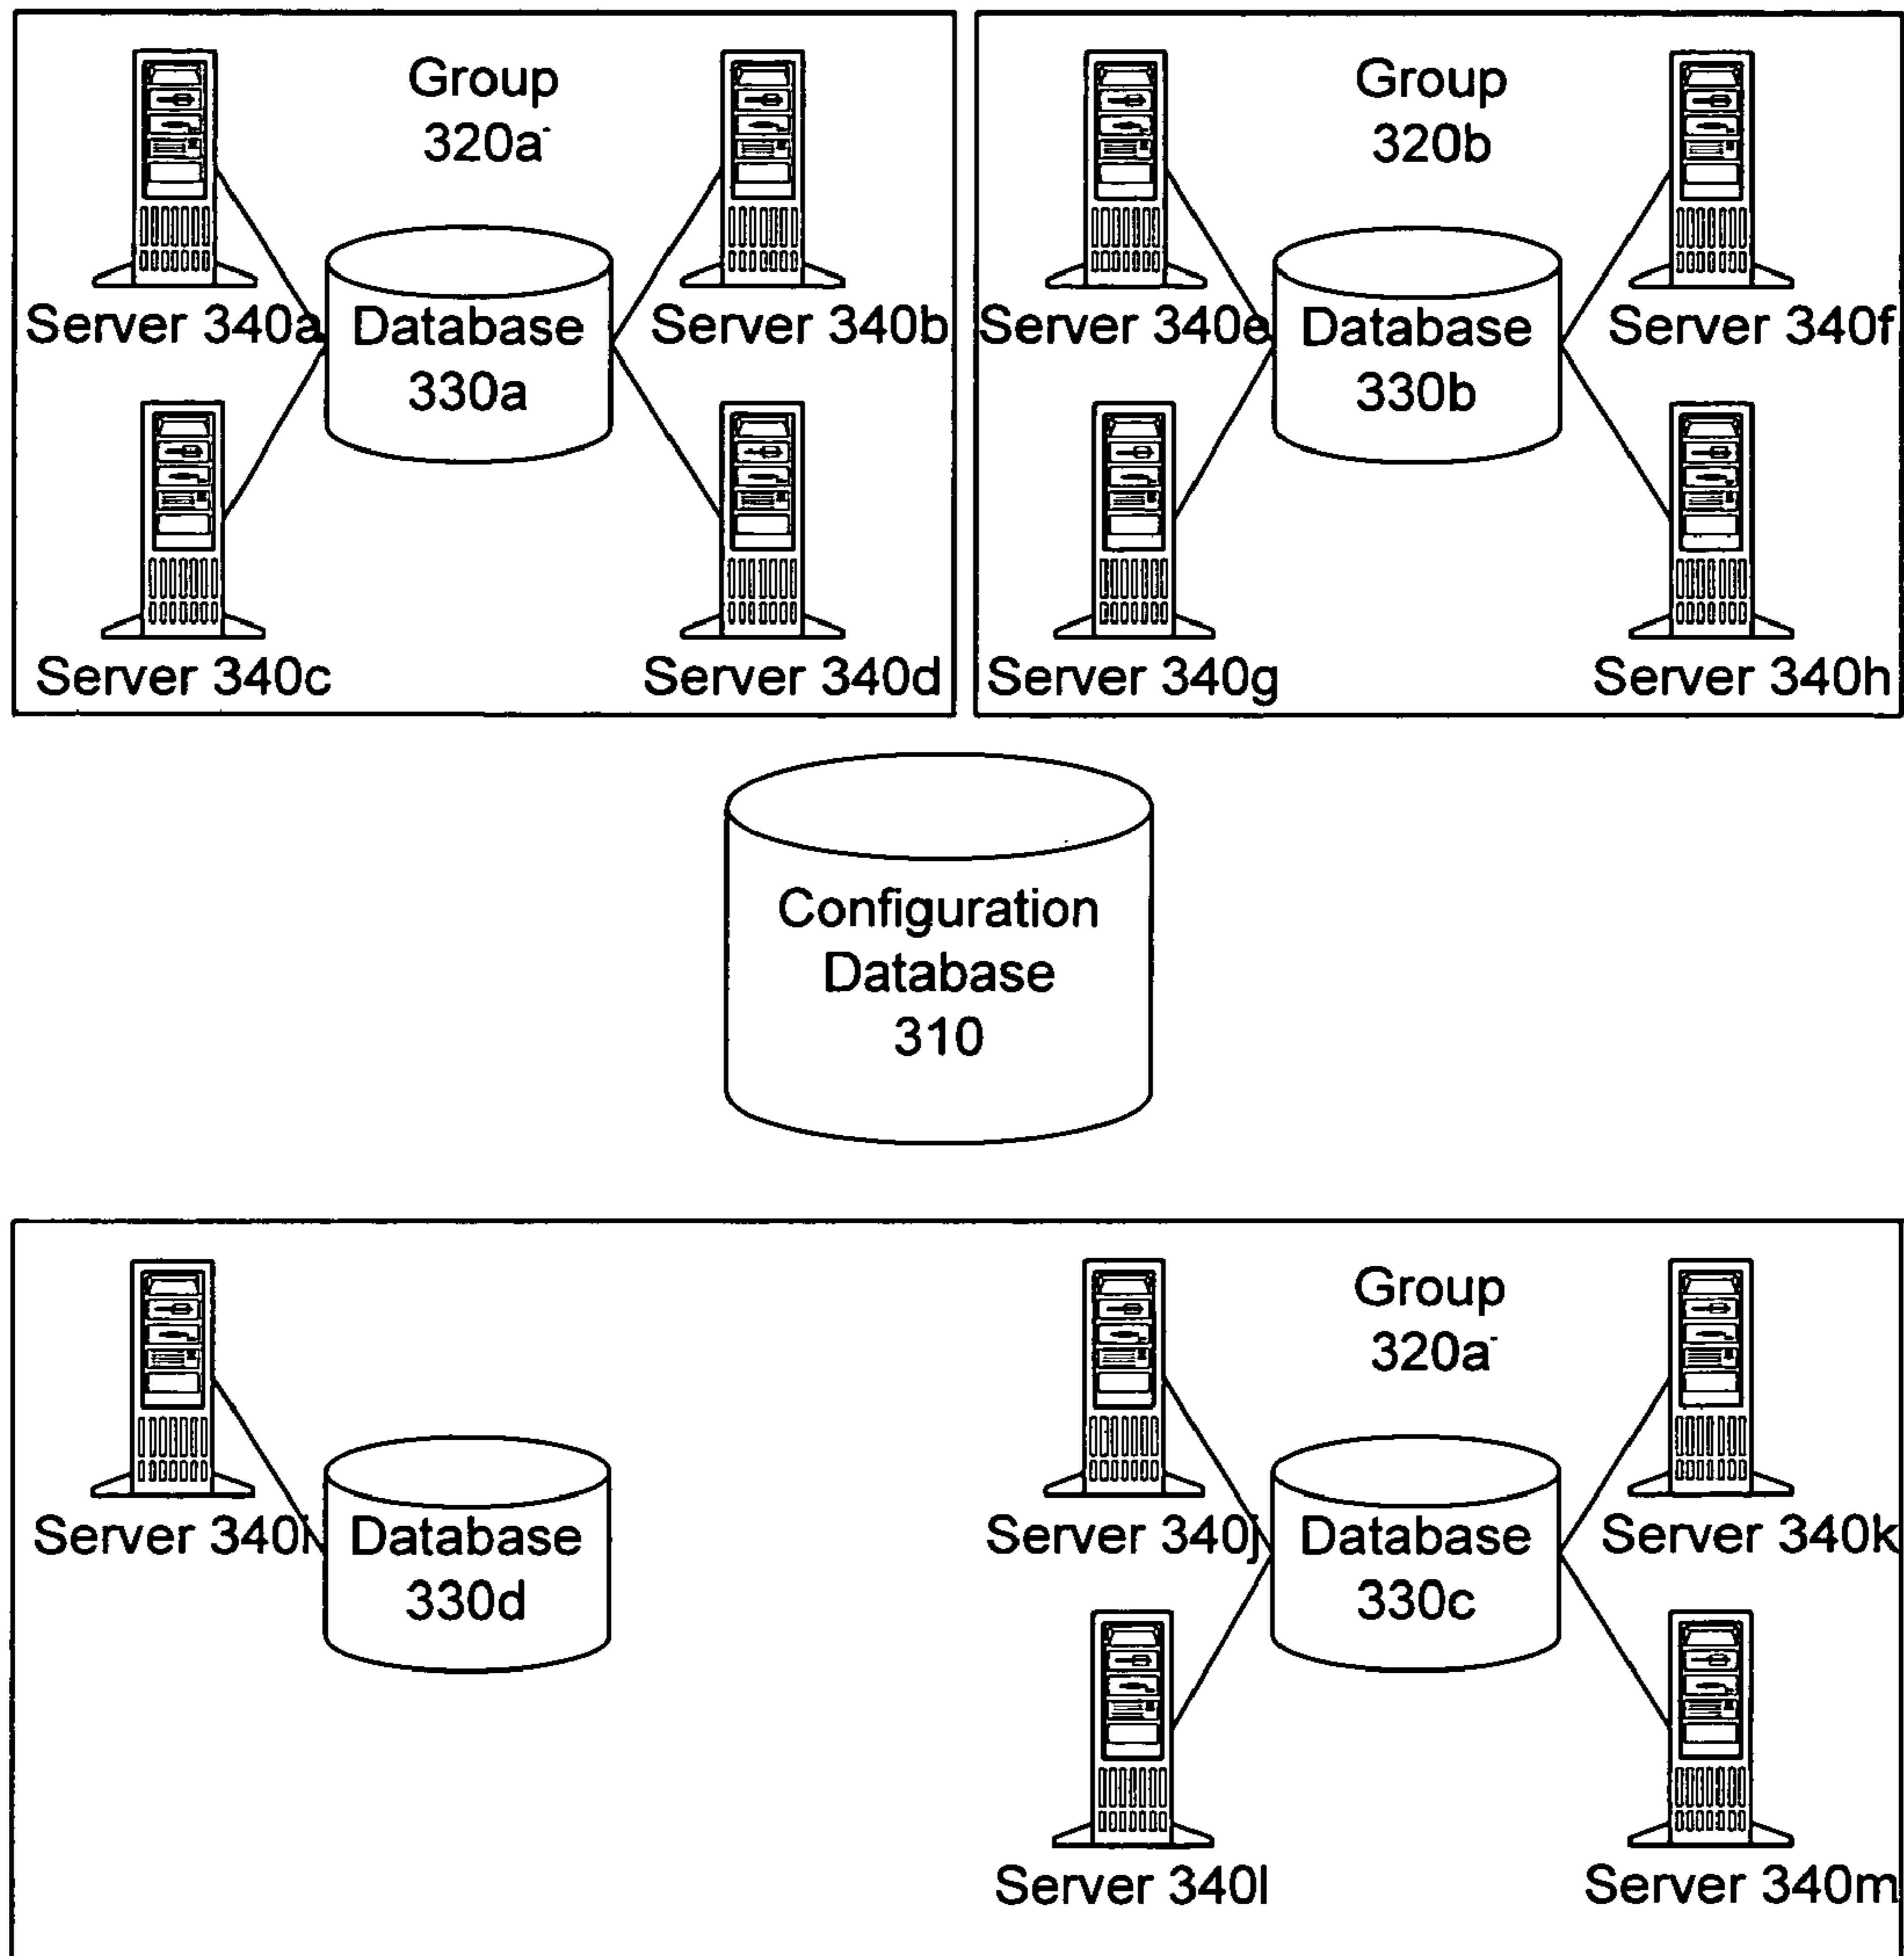 Group
320a
Server 340a
Database
330a
Server 340b
Server 340c
Server 340d
Group
320b
Server 340e
Database
330b
Server 340f
Server 340g
Server 340h
Configuration
Database
310
Server 340i
Database
330d
Group
320a
Server 340j
Database
330c
Server 340k
Server 340l
Server 340m